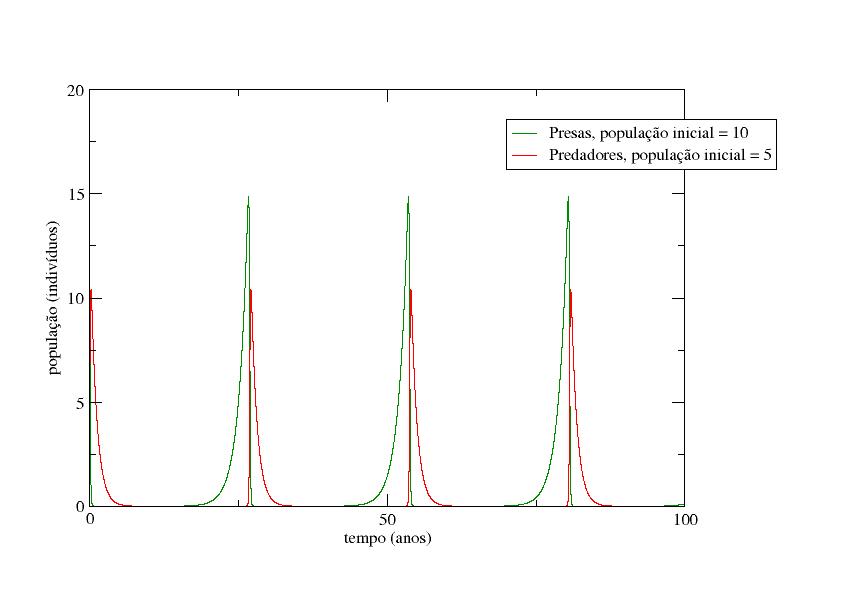 20
Presas, população inicial = 10
Predadores, população inicial = 5
15
população (indivíduos)
10
5
0
0
50
100
tempo (anos)